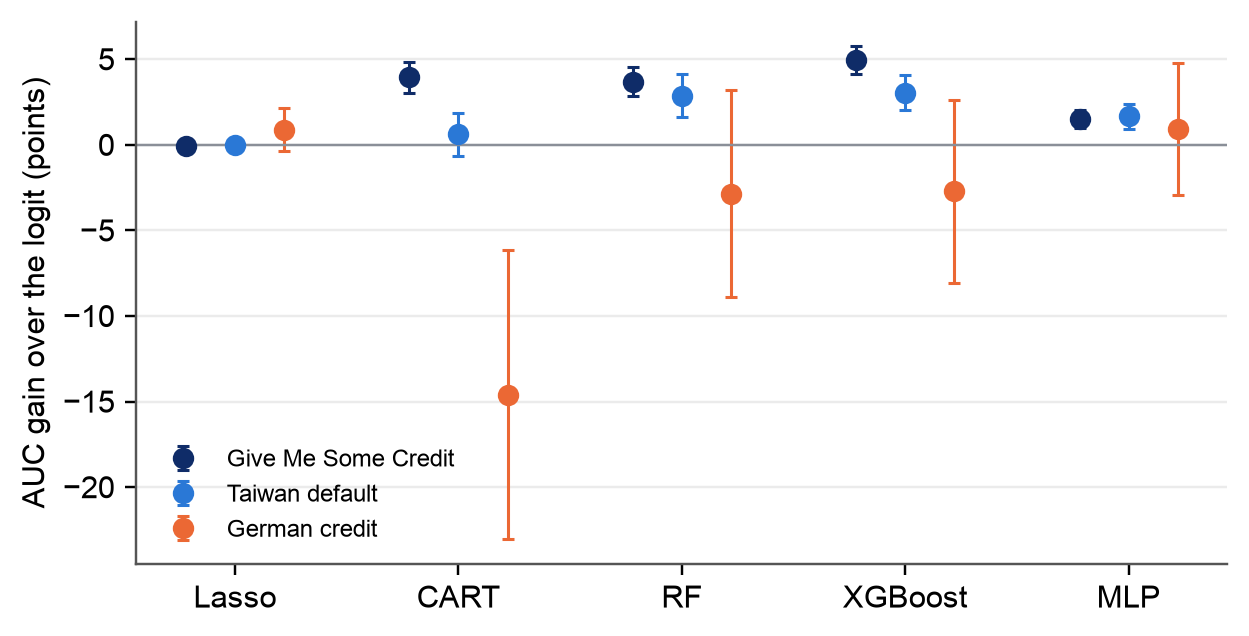 AUC gain over the logit (points)
5
0
−5
−10
−15
−20
Give Me Some Credit
Taiwan default
German credit
Lasso
CART
RF
XGBoost
MLP